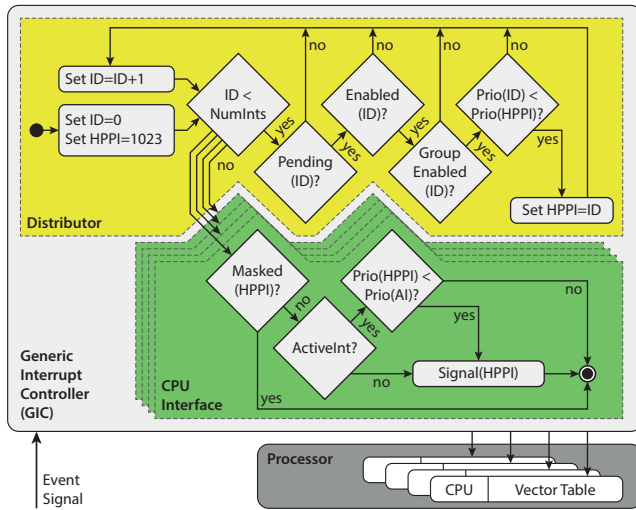 no
no
no
no
Set ID=ID+1
ID <
NumInts
Enabled
(ID)?
Prio(ID) <
Prio(HPPI)?
Set ID=0
Set HPPI=1023
yes
yes
yes
yes
yes
no
Pending
(ID)?
Group
Enabled
(ID)?
Set HPPI=ID
Distributor
Masked
(HPPI)?
Prio(HPPI) <
Prio(AI)?
no
no
yes
yes
ActiveInt?
Generic
Interrupt
Controller
(GIC)
CPU
Interface
yes
no
Signal(HPPI)
Event
Signal
Processor
CPU
Vector Table